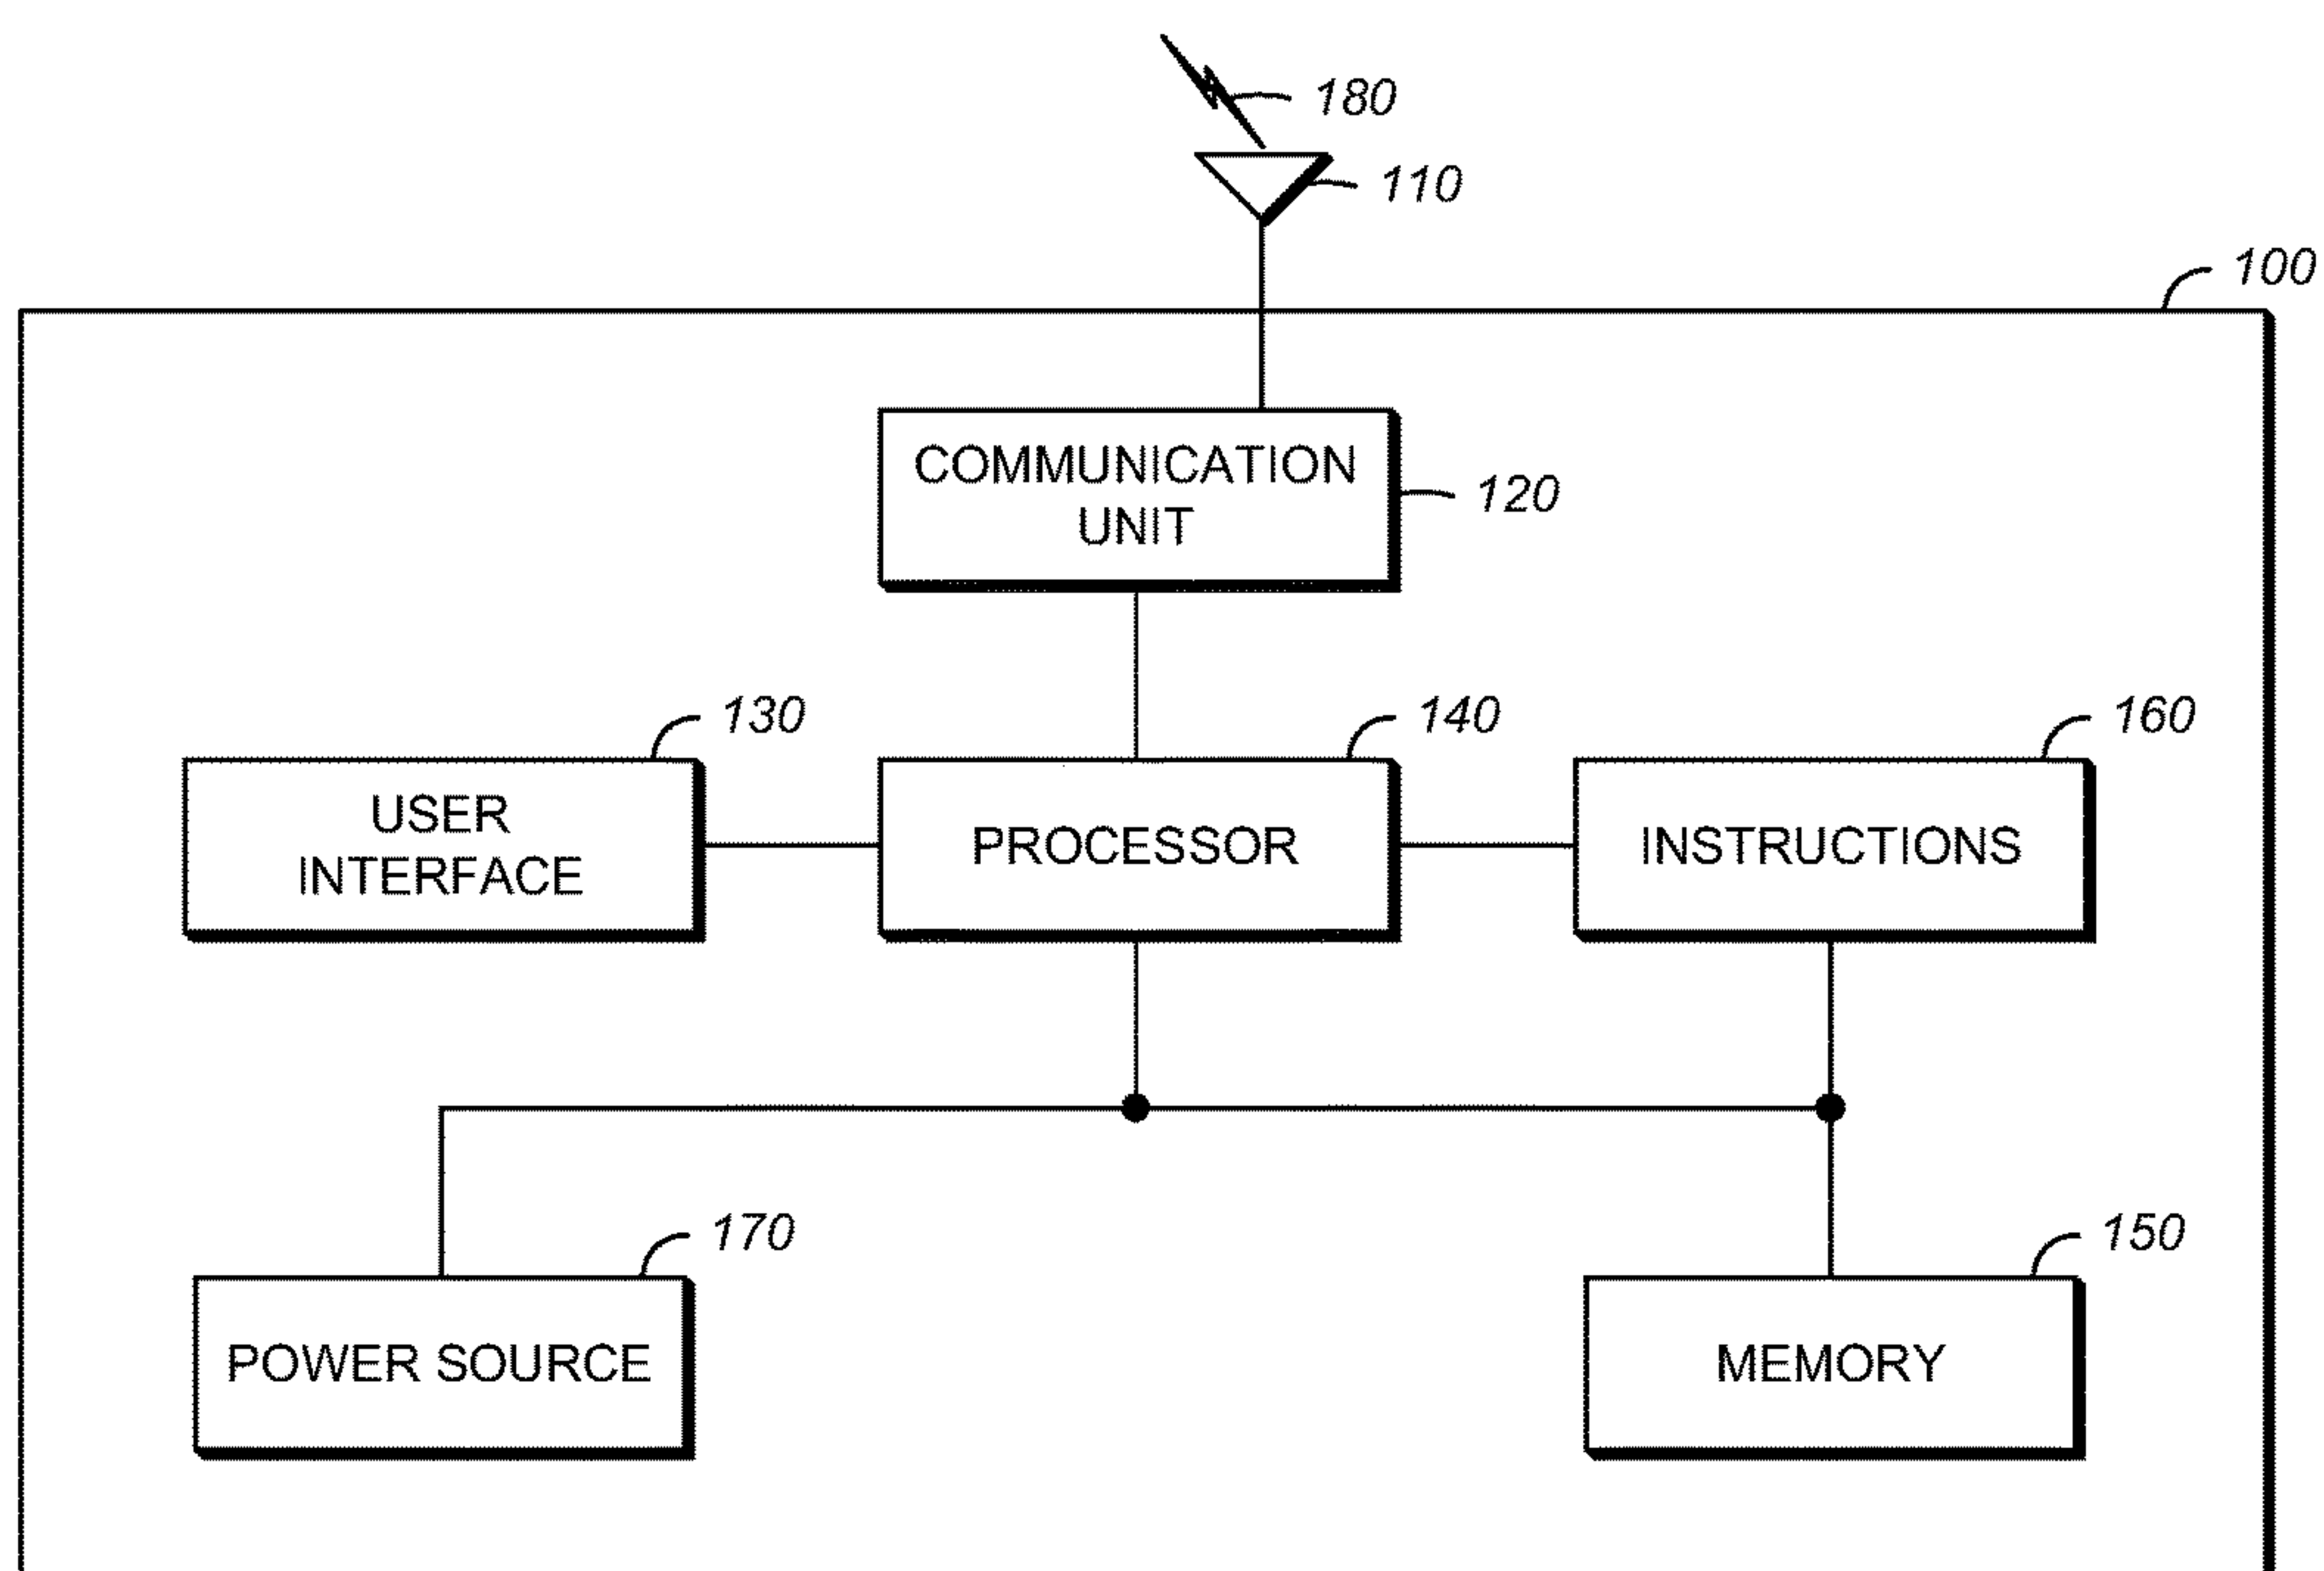 180
110
100
COMMUNICATION
UNIT
120
130
140
160
USER
INTERFACE
PROCESSOR
INSTRUCTIONS
170
150
POWER SOURCE
MEMORY